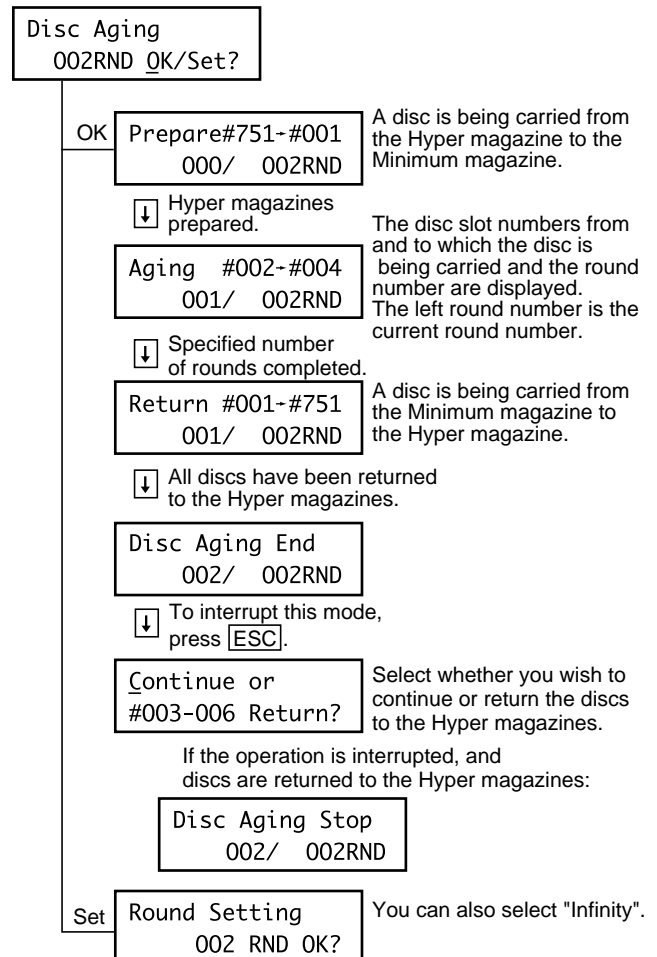 Disc Aging
002RND OK/Set?
OK
Prepare#751→#001
000/ 002RND
A disc is being carried from
the Hyper magazine to the
Minimum magazine.
Hyper magazines
prepared.
Aging #002→#004
001/ 002RND
The disc slot numbers from
and to which the disc is
being carried and the round
number are displayed.
The left round number is the
current round number.
Specified number
of rounds completed.
Return #001→#751
001/ 002RND
A disc is being carried from
the Minimum magazine to
the Hyper magazine.
All discs have been returned
to the Hyper magazines.
Disc Aging End
002/ 002RND
To interrupt this mode,
press ESC.
Continue or
#003-006 Return?
Select whether you wish to
continue or return the discs
to the Hyper magazines.
If the operation is interrupted, and
discs are returned to the Hyper magazines:
Disc Aging Stop
002/ 002RND
Set
Round Setting
002 RND OK?
You can also select "Infinity".